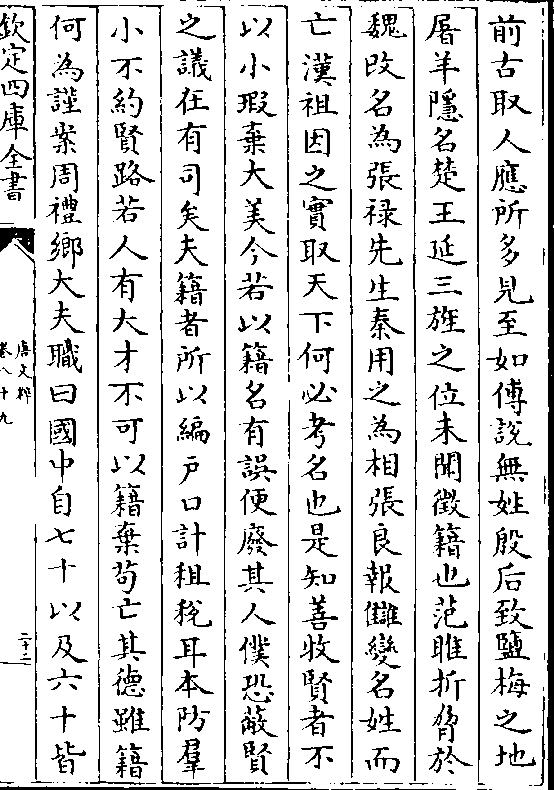 前古取人應所多見至如傅說無姓殷后致鹽梅之地
屠羊隱名楚王延三旌之位未聞徵籍也范雎折脅於
魏改名為張祿先生秦用之為相張良報讎變名姓而
亡漢祖因之實取天下何必考名也是知善收賢者不
以小瑕棄大美今若以籍名有誤便廢其人僕恐蔽賢
之議在有司矣夫籍者所以編戶口計租稅耳本防羣
小不約賢路若人有大才不可以籍棄苟亡其德雖籍
何為謹案周禮鄉大夫職曰國中自七十以及六十皆
欽定四庫全書
唐文粹
卷八十九
二十二